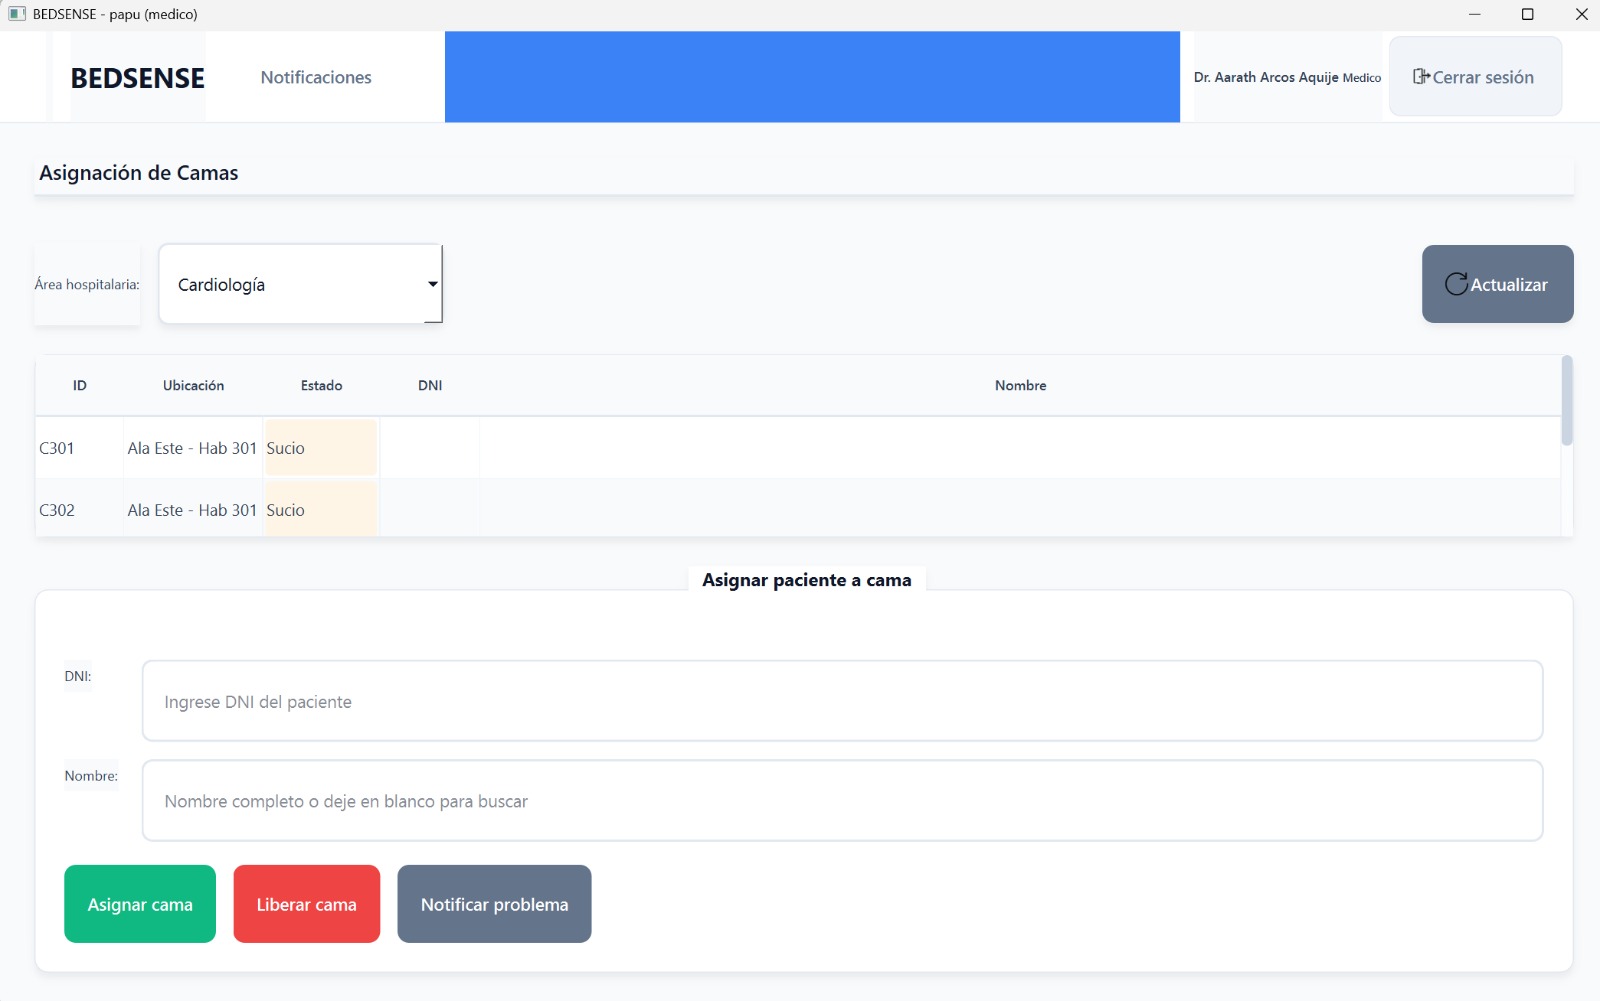 BEDSENSE - papu (medico)
BEDSENSE
Notificaciones
Dr. Aarath Arcos Aquije Medico
Cerrar sesión
Asignación de Camas
Área hospitalaria:
Cardiología
Actualizar
ID Ubicación Estado DNI Nombre
C301 Ala Este - Hab 301 Sucio
C302 Ala Este - Hab 301 Sucio
Asignar paciente a cama
DNI:
Ingrese DNI del paciente
Nombre:
Nombre completo o deje en blanco para buscar
Asignar cama
Liberar cama
Notificar problema